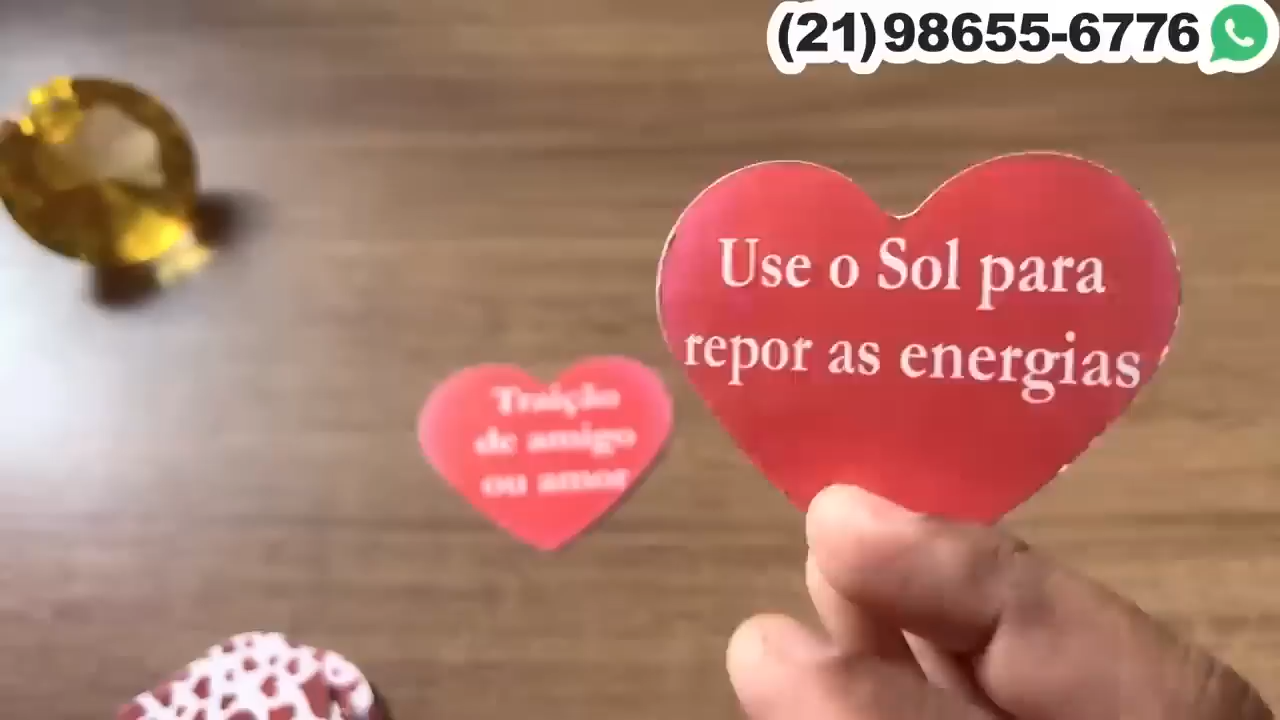 (21)98655-6776
Use o Sol para
repor as energias
Traição
de amigo
ou amor